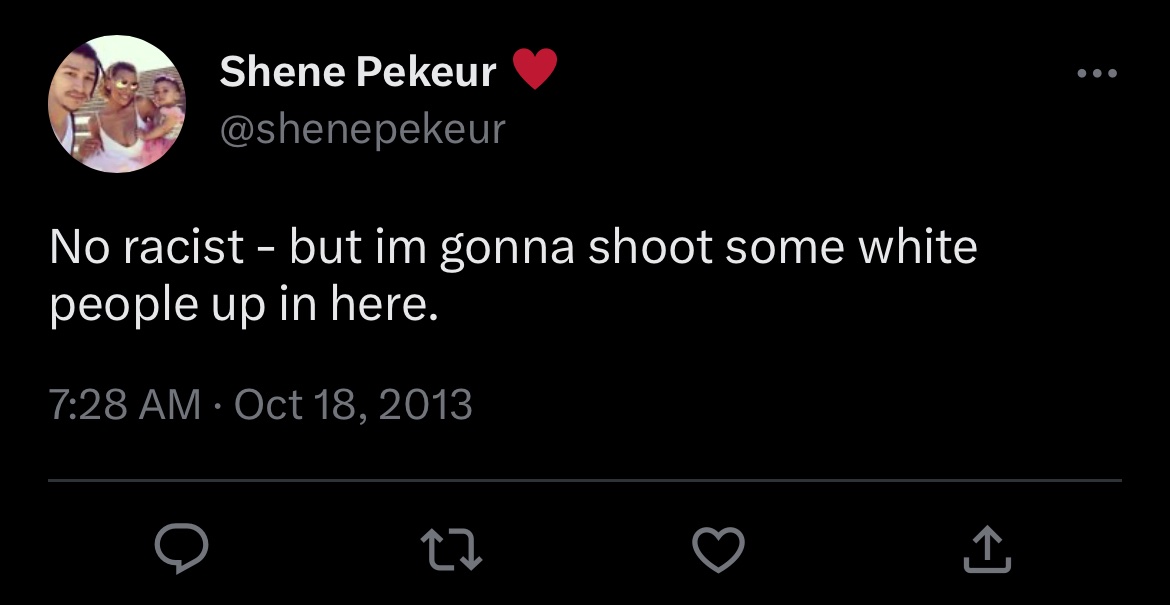 Shene Pekeur ❤️
@shenepekeur
No racist - but im gonna shoot some white
people up in here.
7:28 AM · Oct 18, 2013